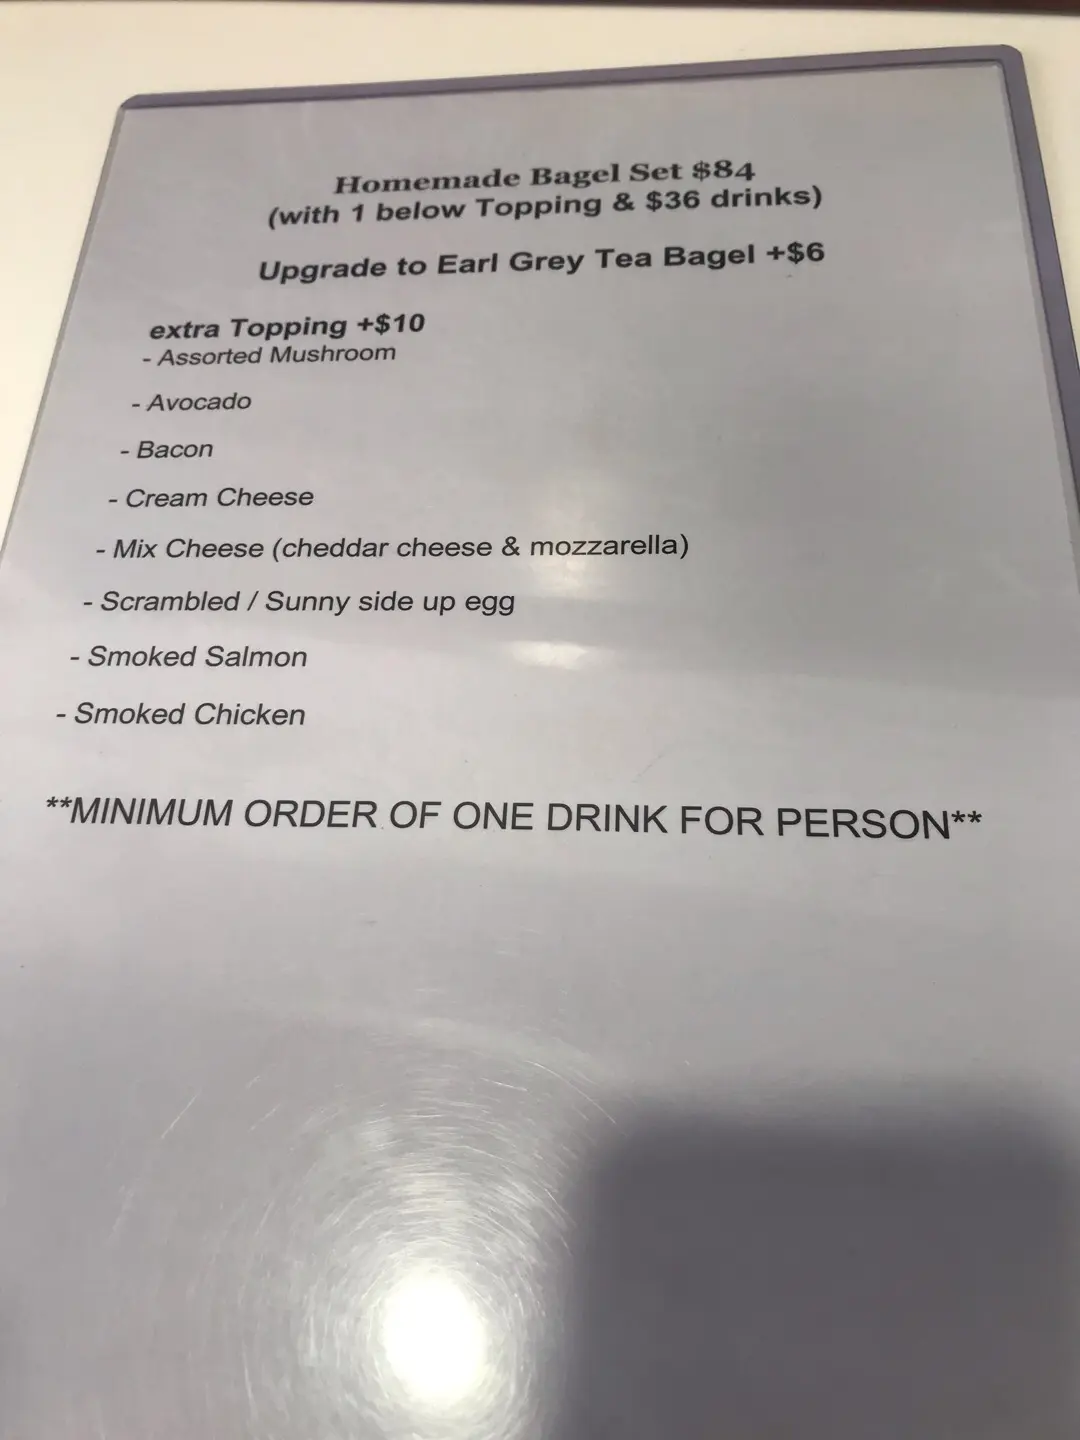 Homemade Bagel Set $84
(with 1 below Topping & $36 drinks)
Upgrade to Earl Grey Tea Bagel +$6
extra Topping +$10
- Assorted Mushroom
- Avocado
- Bacon
- Cream Cheese
- Mix Cheese (cheddar cheese & mozzarella)
- Scrambled / Sunny side up egg
- Smoked Salmon
- Smoked Chicken
**MINIMUM ORDER OF ONE DRINK FOR PERSON**